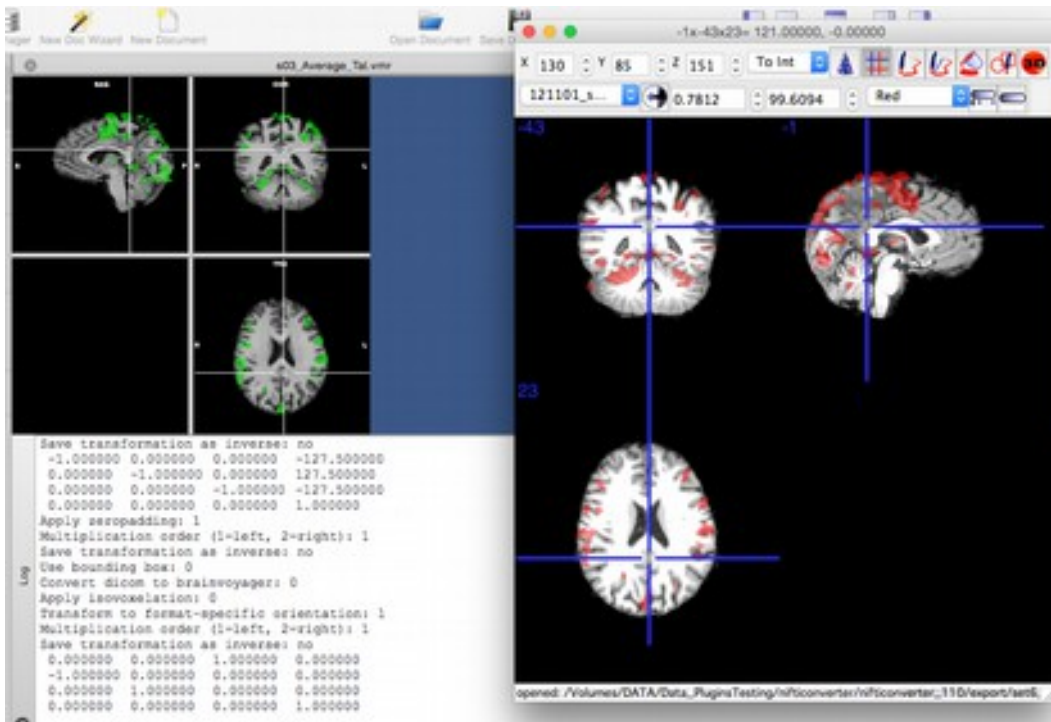 New Doc Wizard New Document Open Document
s03_Average_Tal.vmr
SAG
COR
TRA
Save transformation as inverse: no
-1.000000 0.000000 0.000000 -127.500000
0.000000 -1.000000 0.000000 127.500000
0.000000 0.000000 -1.000000 -127.500000
0.000000 0.000000 0.000000 1.000000
Apply zeropadding: 1
Multiplication order (1=left, 2=right): 1
Save transformation as inverse: no
Use bounding box: 0
Convert dicom to brainvoyager: 0
Apply isovoxelation: 0
Transform to format-specific orientation: 1
Multiplication order (1=left, 2=right): 1
Save transformation as inverse: no
0.000000 0.000000 1.000000 0.000000
-1.000000 0.000000 0.000000 0.000000
0.000000 1.000000 0.000000 0.000000
0.000000 0.000000 0.000000 1.000000
Log
-1x-43x23= 121.00000, -0.00000
X 130 Y 85 Z 151 To Int 3D
121101_s... 0.7812 99.6094 Red
-43 -1
23
opened: /Volumes/DATA/Data_PluginsTesting/nifticonverter/nifticonverter_110/export/set6